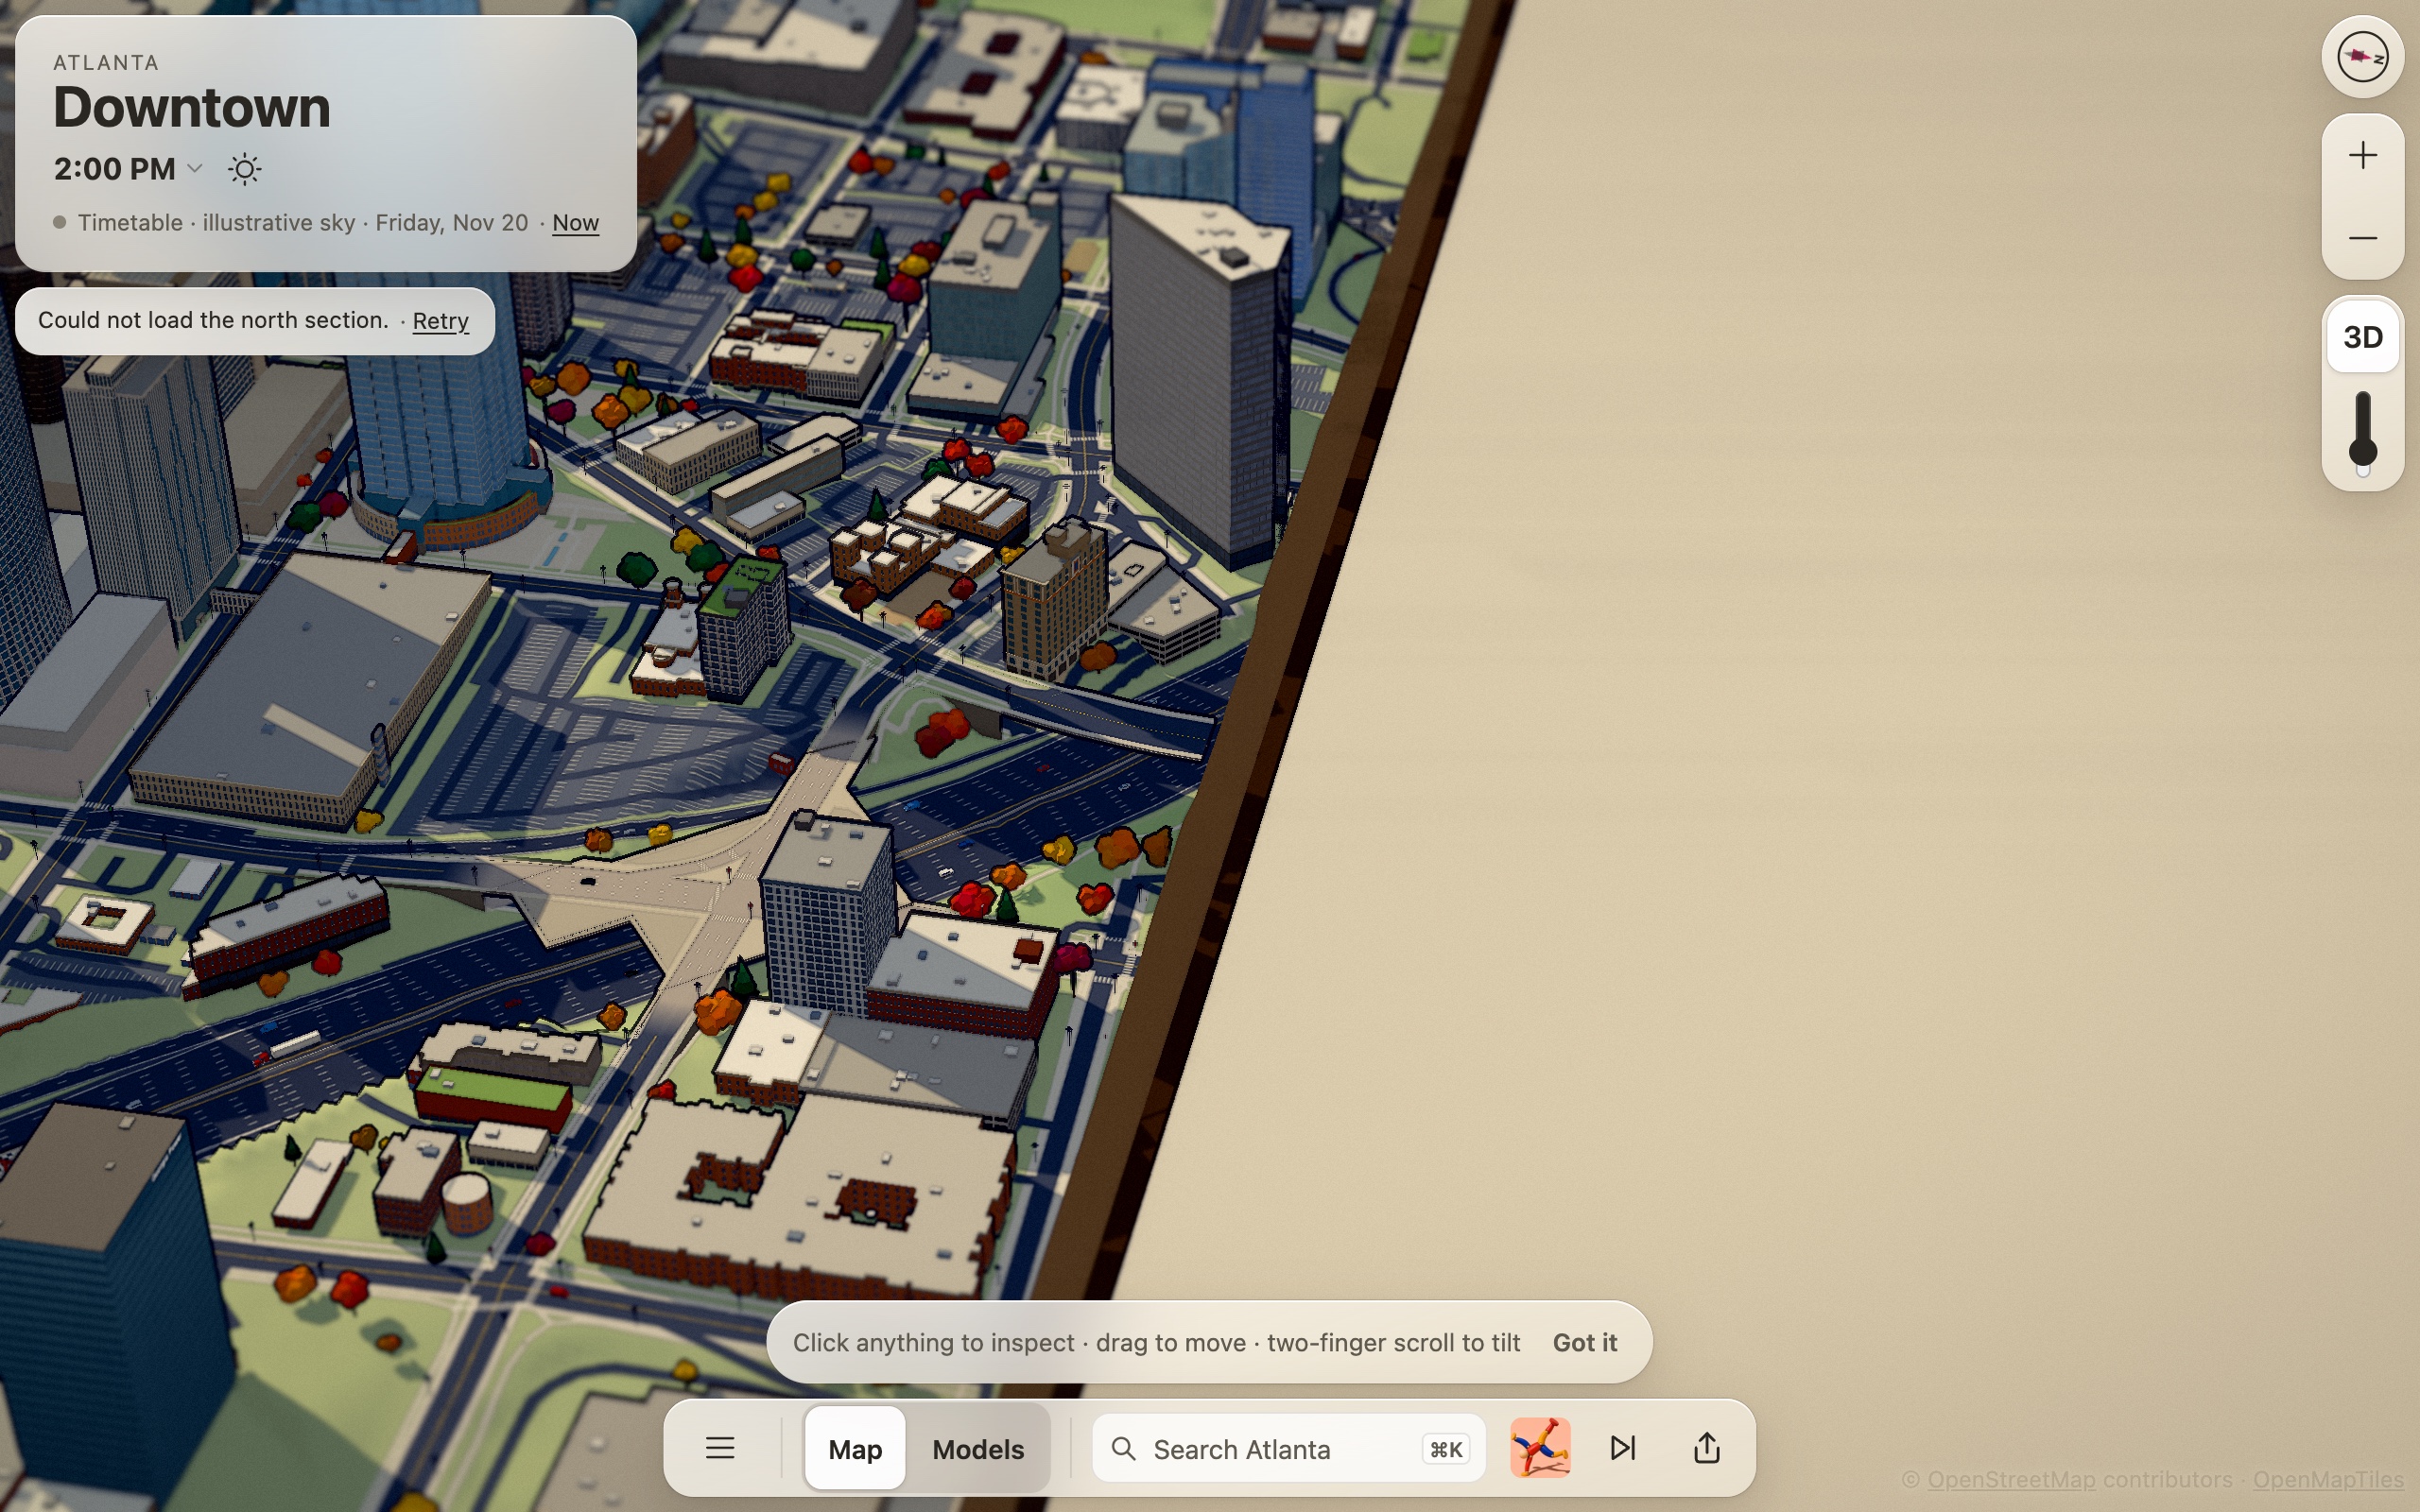 ATLANTA
Downtown
2:00 PM
Timetable · illustrative sky · Friday, Nov 20 · Now
Could not load the north section. · Retry
N
3D
Click anything to inspect · drag to move · two-finger scroll to tilt Got it
Map Models Search Atlanta ⌘K
© OpenStreetMap contributors · OpenMapTiles